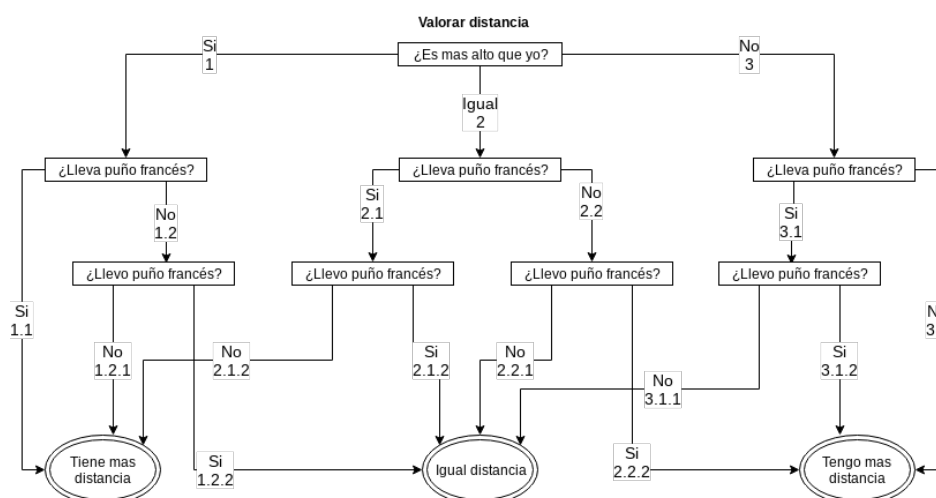 Valorar distancia
¿Es mas alto que yo?
Si
1
No
3
Igual
2
¿Lleva puño francés?
¿Lleva puño francés?
¿Lleva puño francés?
No
1.2
Si
2.1
No
2.2
Si
3.1
¿Llevo puño francés?
¿Llevo puño francés?
¿Llevo puño francés?
¿Llevo puño francés?
Si
1.1
No
1.2.1
No
2.1.2
Si
2.1.2
No
2.2.1
No
3.1.1
Si
3.1.2
Si
1.2.2
Si
2.2.2
Tiene mas
distancia
Igual distancia
Tengo mas
distancia